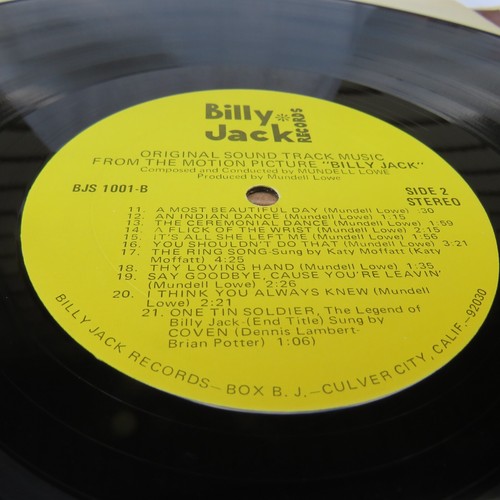 Billy
Jack RECORDS
ORIGINAL SOUND TRACK MUSIC
FROM THE MOTION PICTURE "BILLY JACK"
Composed and Conducted by MUNDELL LOWE
Produced by Mundell Lowe
BJS 1001-B
SIDE 2
STEREO
11. A MOST BEAUTIFUL DAY (Mundell Lowe) :30
12. AN INDIAN DANCE (Mundell Lowe) 1:15
13. THE CEREMONIAL DANCE (Mundell Lowe) 1:59
14. A FLICK OF THE WRIST (Mundell Lowe) 2:15
15. IT'S ALL SHE LEFT ME (Mundell Lowe) 1:56
16. YOU SHOULDN'T DO THAT (Mundell Lowe) 3:21
17. THE RING SONG-Sung by Katy Moffatt (Katy
Moffatt) 4:25
18. THY LOVING HAND (Mundell Lowe) 1:35
19. SAY GOODBYE, CAUSE YOU'RE LEAVIN'
(Mundell Lowe) 2:26
20. I THINK YOU ALWAYS KNEW (Mundell
Lowe) 2:21
21. ONE TIN SOLDIER, The Legend of
Billy Jack-(End Title) Sung by
COVEN (Dennis Lambert-
Brian Potter) 1:06)
BILLY JACK RECORDS-BOX B. J.-CULVER CITY, CALIF.-92030